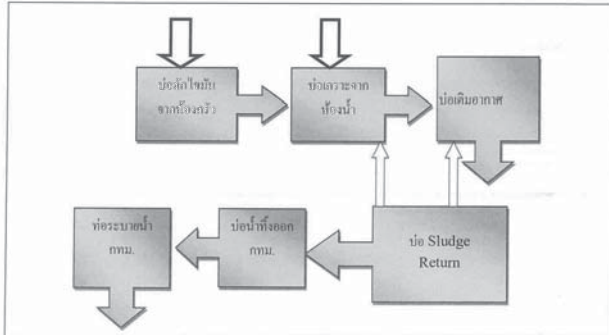 บ่อดักไขมัน
จากห้องครัว
บ่อเกรอะจาก
ห้องน้ำ
บ่อเติมอากาศ
ท่อระบายน้ำ
กทม.
บ่อน้ำทิ้งออก
กทม.
บ่อ Sludge
Return